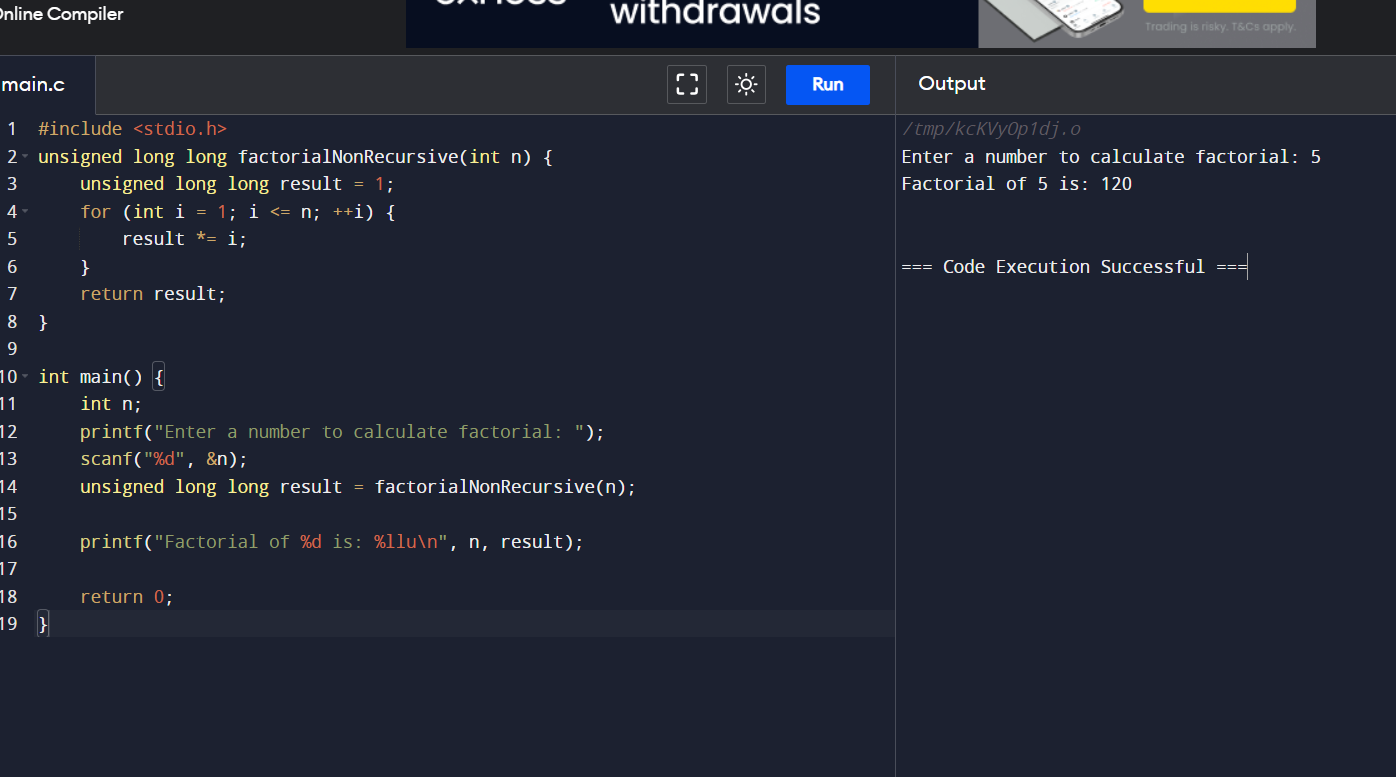 Online Compiler
withdrawals
Trading is risky. T&Cs apply.
main.c
Run
Output
1 #include <stdio.h>
2 unsigned long long factorialNonRecursive(int n) {
3     unsigned long long result = 1;
4     for (int i = 1; i <= n; ++i) {
5         result *= i;
6     }
7     return result;
8 }
9
10 int main() {
11     int n;
12     printf("Enter a number to calculate factorial: ");
13     scanf("%d", &n);
14     unsigned long long result = factorialNonRecursive(n);
15
16     printf("Factorial of %d is: %llu\n", n, result);
17
18     return 0;
19 }
/tmp/kcKVyOp1dj.o
Enter a number to calculate factorial: 5
Factorial of 5 is: 120
=== Code Execution Successful ===